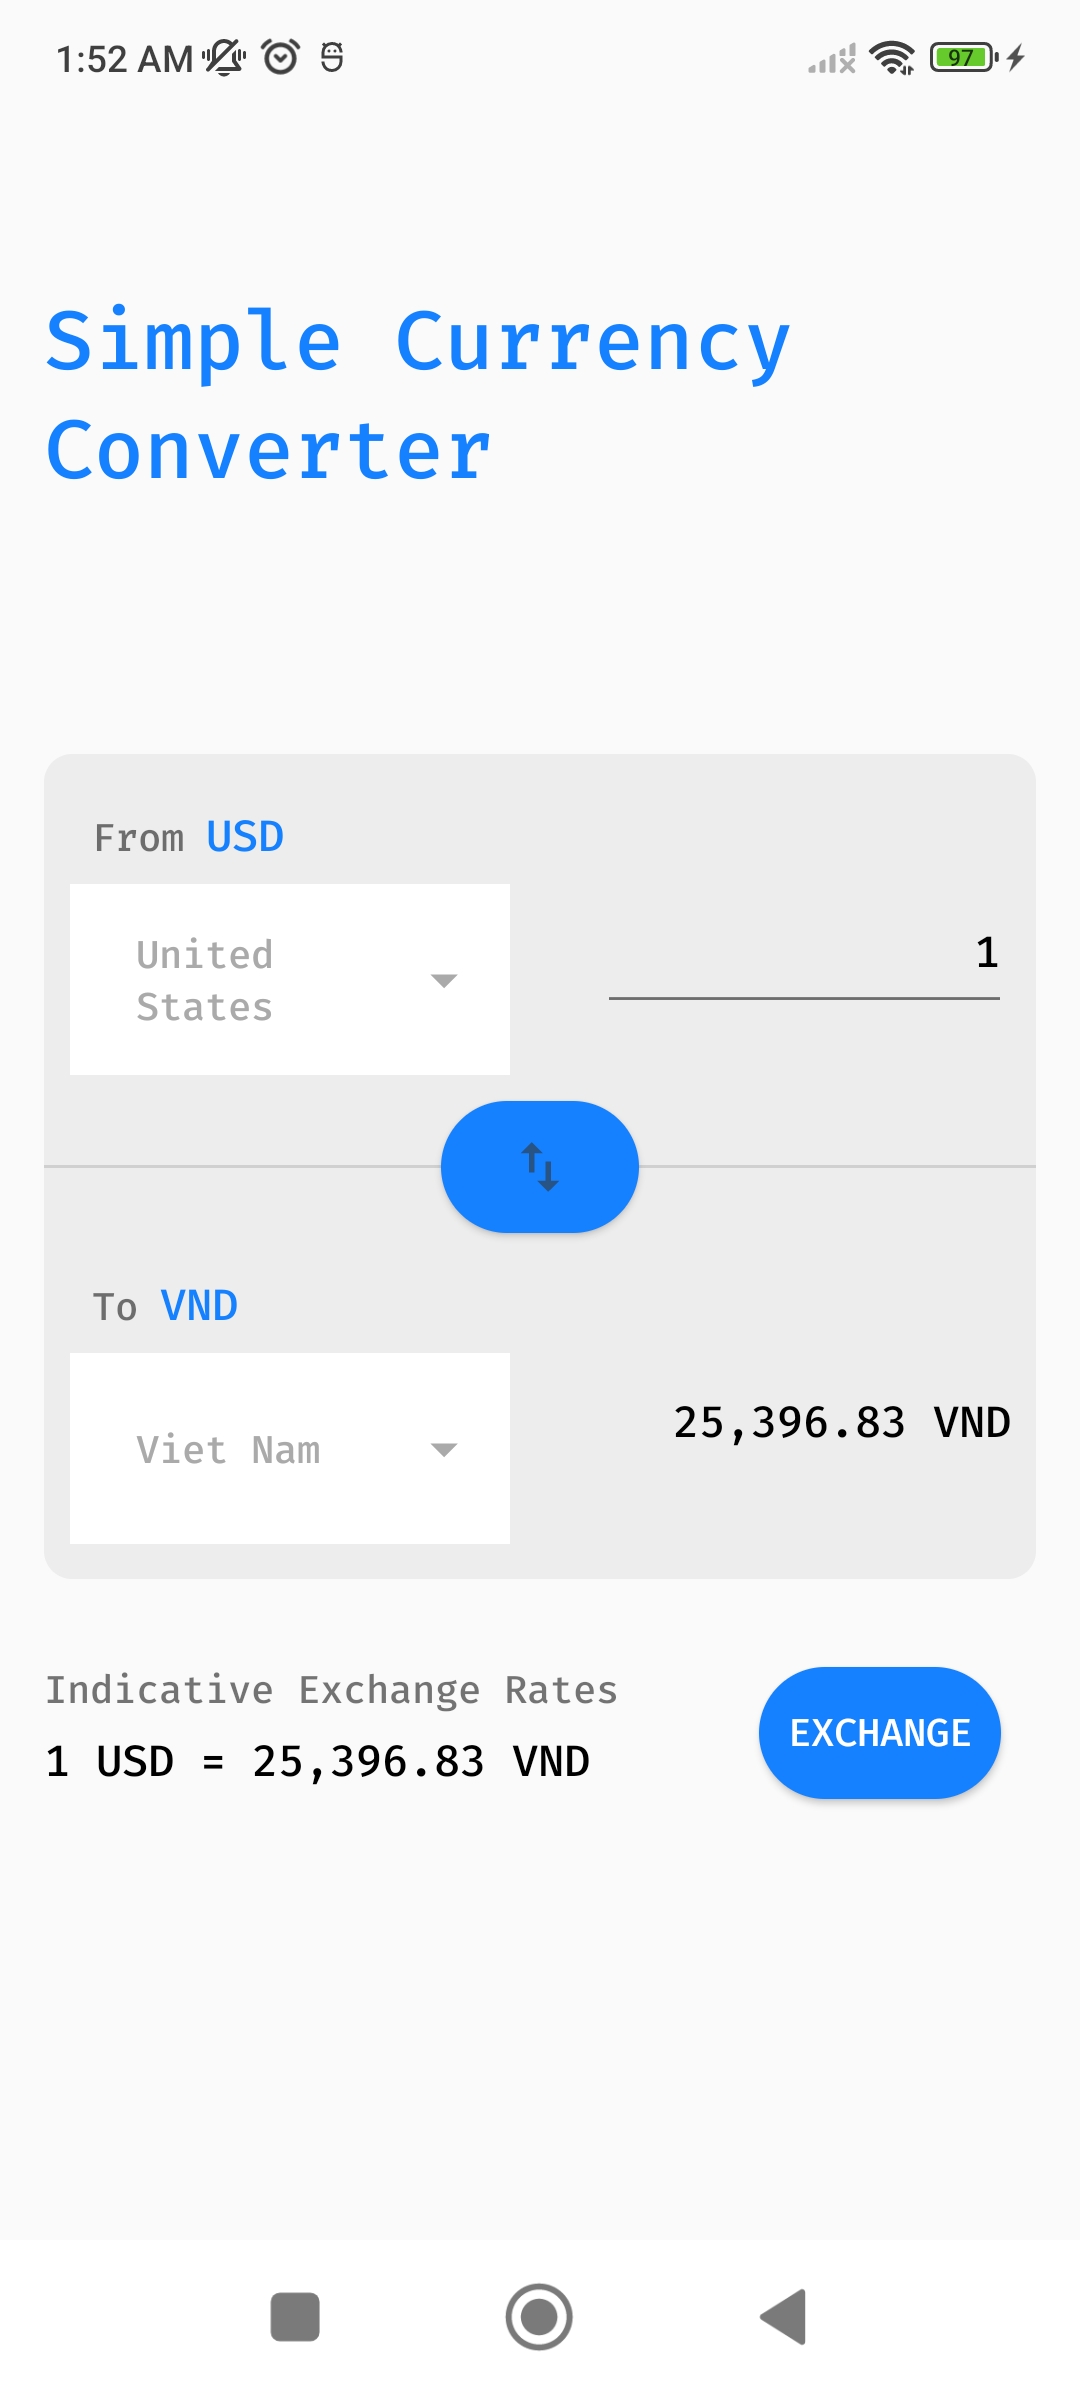 1:52 AM
97
Simple Currency
Converter
From USD
United
States
1
To VND
Viet Nam
25,396.83 VND
Indicative Exchange Rates
1 USD = 25,396.83 VND
EXCHANGE